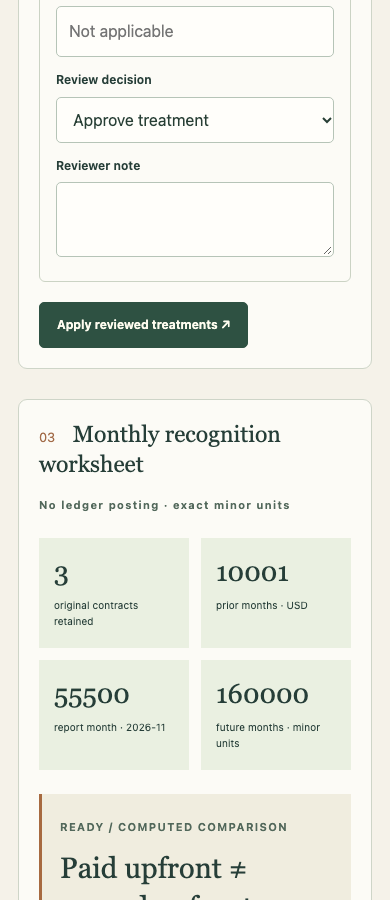 Not applicable
Review decision
Approve treatment
Reviewer note
Apply reviewed treatments ↗
03 Monthly recognition
worksheet
No ledger posting · exact minor units
3
original contracts
retained
10001
prior months · USD
55500
report month · 2026-11
160000
future months · minor
units
READY / COMPUTED COMPARISON
Paid upfront ≠